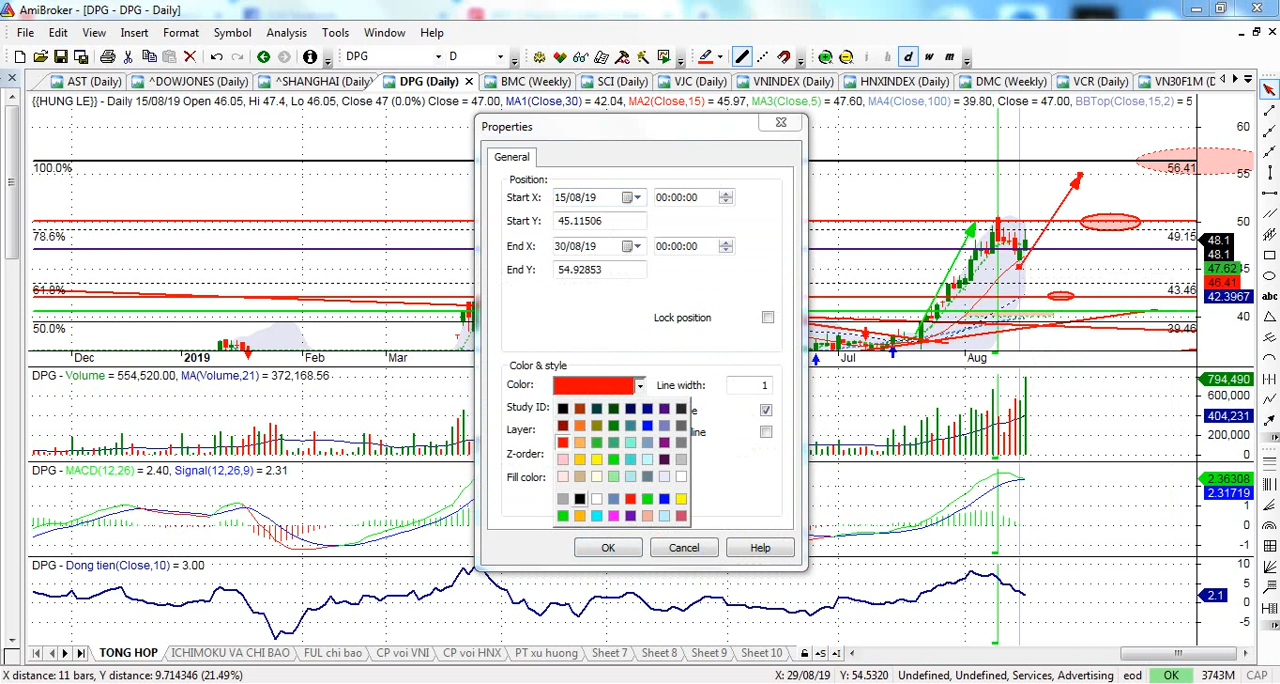 AmiBroker - [DPG - DPG - Daily]
File Edit View Insert Format Symbol Analysis Tools Window Help
DPG D i h d w m
AST (Daily) ^DOWJONES (Daily) ^SHANGHAI (Daily) DPG (Daily) BMC (Weekly) SCI (Daily) VJC (Daily) VNINDEX (Daily) HNXINDEX (Daily) DMC (Weekly) VCR (Daily) VN30F1M (D
{{HUNG LE}} - Daily 15/08/19 Open 46.05, Hi 47.4, Lo 46.05, Close 47 (0.0%) Close = 47.00, MA1(Close,30) = 42.04, MA2(Close,15) = 45.97, MA3(Close,5) = 47.60, MA4(Close,100) = 39.80, Close = 47.00, BBTop(Close,15,2) = 5
Properties
General
Position:
Start X: 15/08/19 00:00:00
Start Y: 45.11506
End X: 30/08/19 00:00:00
End Y: 54.92853
Lock position
Color & style
Color: Line width: 1
Study ID: e
Layer: line
Z-order:
Fill color:
OK Cancel Help
100.0%
78.6%
61.8%
50.0%
60
56.41
55
50
49.15
48.1
48.1
47.62 45
46.41
43.46
42.3967
40
39.46
Dec 2019 Feb Mar Jul Aug
T
abc
DPG - Volume = 554,520.00, MA(Volume,21) = 372,168.56
794,490
600,000
404,231
200,000
DPG - MACD(12,26) = 2.40, Signal(12,26,9) = 2.31
2.36308
2.31719
1
0
-1
DPG - Dong tien(Close,10) = 3.00
10
5
2.1
0
-5
TONG HOP ICHIMOKU VA CHI BAO FUL chi bao CP voi VNI CP voi HNX PT xu huong Sheet 7 Sheet 8 Sheet 9 Sheet 10
X distance: 11 bars, Y distance: 9.714346 (21.49%) X: 29/08/19 Y: 54.5320 Undefined, Undefined, Services, Advertising eod OK 3743M CAP